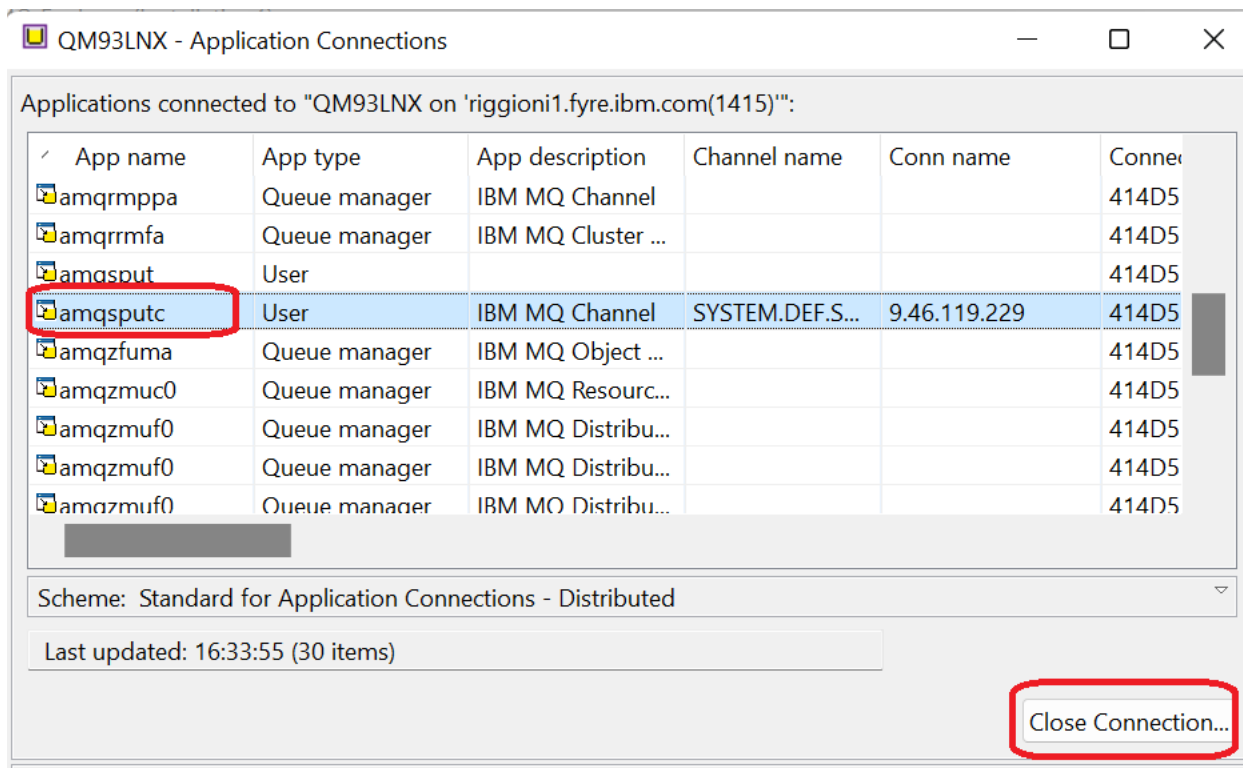 QM93LNX - Application Connections
Applications connected to "QM93LNX on 'riggioni1.fyre.ibm.com(1415)'":
App name App type App description Channel name Conn name Connec
amqrmppa Queue manager IBM MQ Channel 414D5
amqrrmfa Queue manager IBM MQ Cluster ... 414D5
amqsput User 414D5
amqsputc User IBM MQ Channel SYSTEM.DEF.S... 9.46.119.229 414D5
amqzfuma Queue manager IBM MQ Object ... 414D5
amqzmuc0 Queue manager IBM MQ Resourc... 414D5
amqzmuf0 Queue manager IBM MQ Distribu... 414D5
amqzmuf0 Queue manager IBM MQ Distribu... 414D5
amqzmuf0 Queue manager IBM MQ Distribu... 414D5
Scheme: Standard for Application Connections - Distributed
Last updated: 16:33:55 (30 items)
Close Connection...